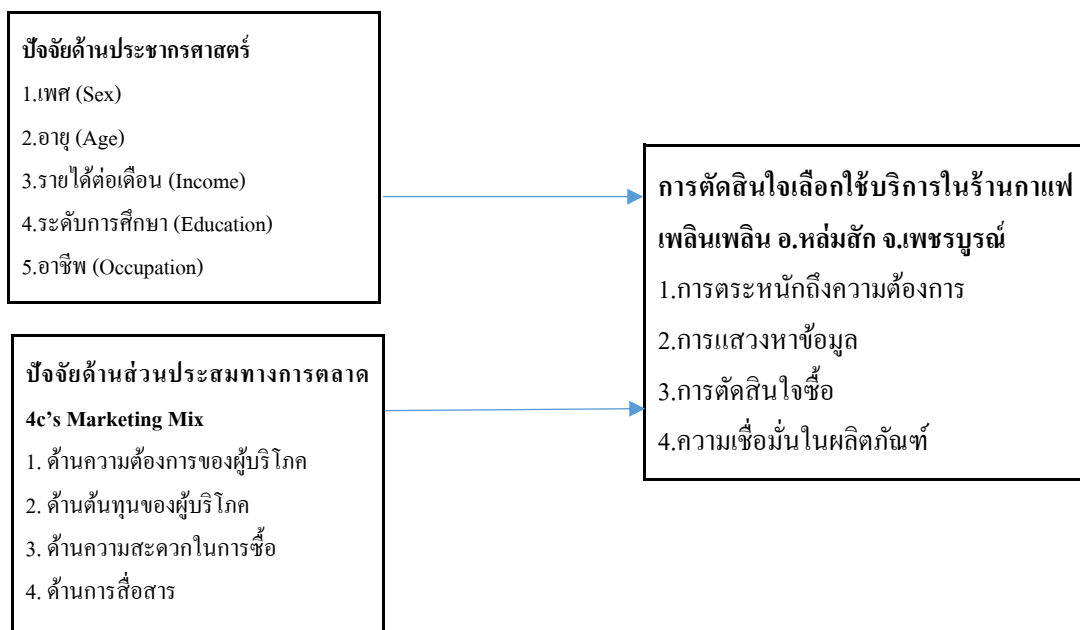 ปัจจัยด้านประชากรศาสตร์
1.เพศ (Sex)
2.อายุ (Age)
3.รายได้ต่อเดือน (Income)
4.ระดับการศึกษา (Education)
5.อาชีพ (Occupation)
ปัจจัยด้านส่วนประสมทางการตลาด
4c's Marketing Mix
1. ด้านความต้องการของผู้บริโภค
2. ด้านต้นทุนของผู้บริโภค
3. ด้านความสะดวกในการซื้อ
4. ด้านการสื่อสาร
การตัดสินใจเลือกใช้บริการในร้านกาแฟ
เพลินเพลิน อ.หล่มสัก จ.เพชรบูรณ์
1.การตระหนักถึงความต้องการ
2.การแสวงหาข้อมูล
3.การตัดสินใจซื้อ
4.ความเชื่อมั่นในผลิตภัณฑ์